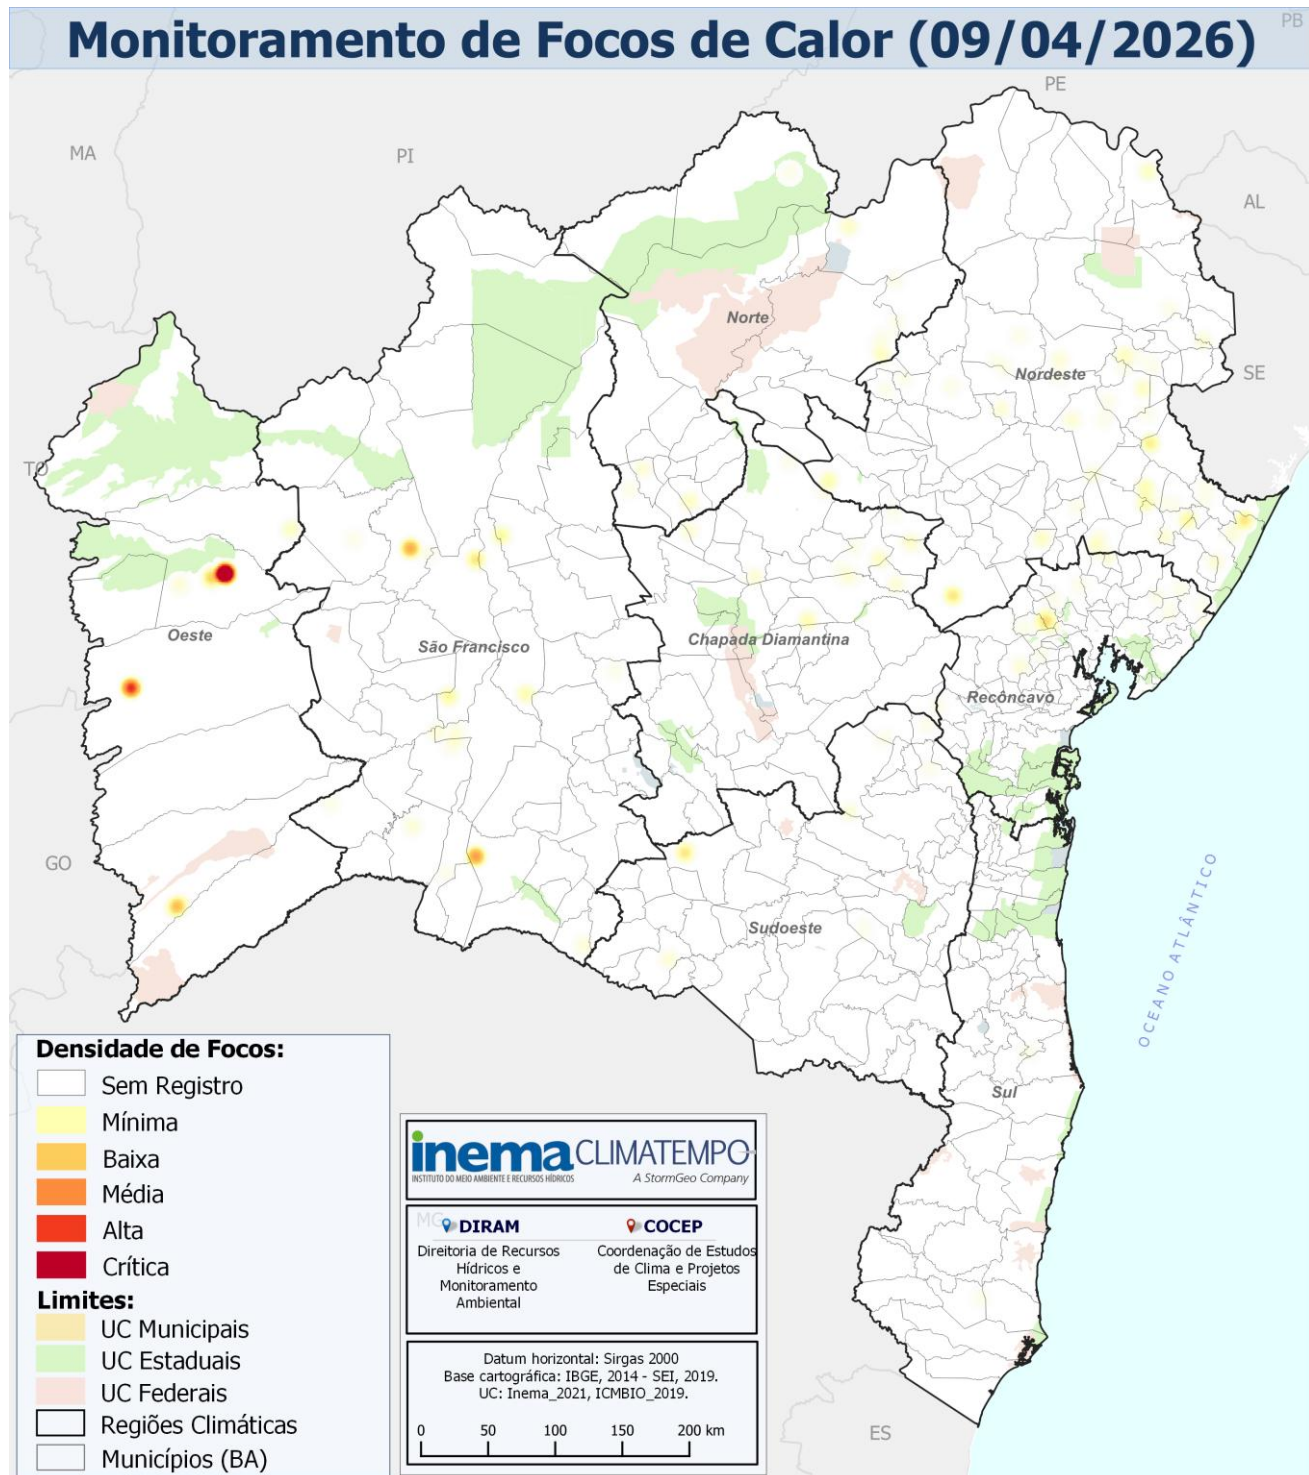 Monitoramento de Focos de Calor (09/04/2026)
PB
PE
MA
PI
AL
Norte
Nordeste
SE
TO
Oeste
São Francisco
Chapada Diamantina
Recôncavo
GO
Sudoeste
OCEANO ATLÂNTICO
Sul
Densidade de Focos:
Sem Registro
Mínima
Baixa
Média
Alta
Crítica
Limites:
UC Municipais
UC Estaduais
UC Federais
Regiões Climáticas
Municípios (BA)
inema
INSTITUTO DO MEIO AMBIENTE E RECURSOS HÍDRICOS
CLIMATEMPO
A StormGeo Company
MG
DIRAM
Direitoria de Recursos
Hídricos e
Monitoramento
Ambiental
COCEP
Coordenação de Estudos
de Clima e Projetos
Especiais
Datum horizontal: Sirgas 2000
Base cartográfica: IBGE, 2014 - SEI, 2019.
UC: Inema_2021, ICMBIO_2019.
0 50 100 150 200 km
ES